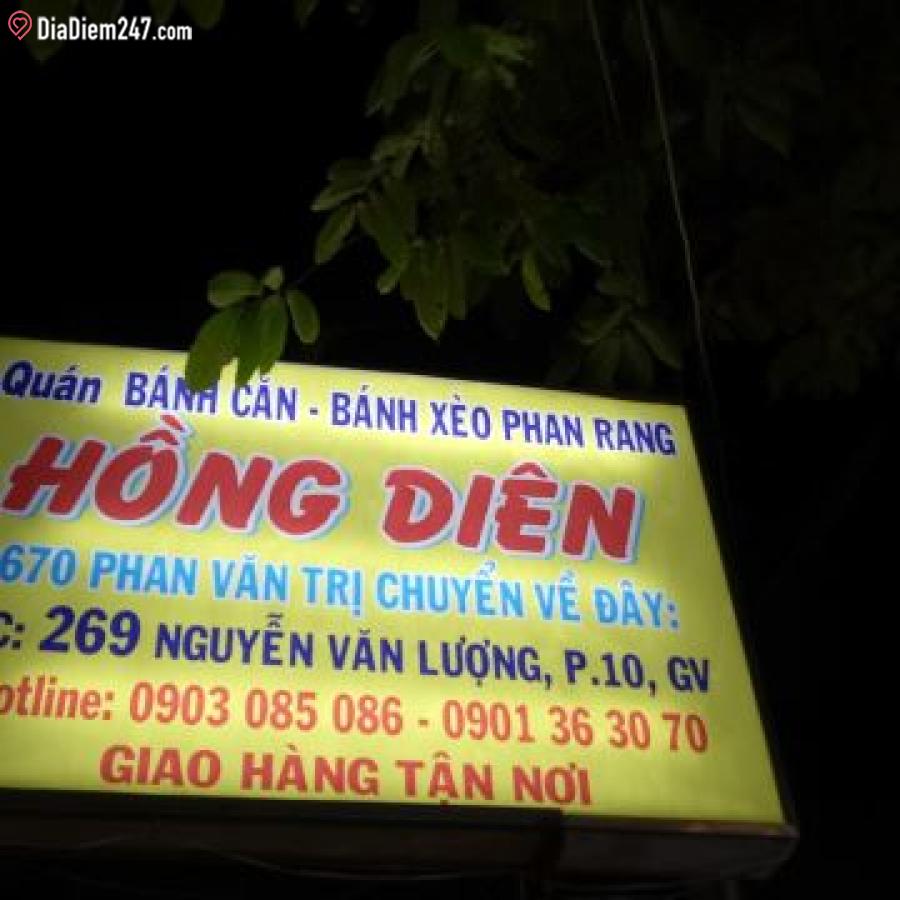 DiaDiem247.com
Quán BÁNH CĂN - BÁNH XÈO PHAN RANG
HỒNG DIÊN
670 PHAN VĂN TRỊ CHUYỂN VỀ ĐÂY:
C: 269 NGUYỄN VĂN LƯỢNG, P.10, GV
otline: 0903 085 086 - 0901 36 30 70
GIAO HÀNG TẬN NƠI